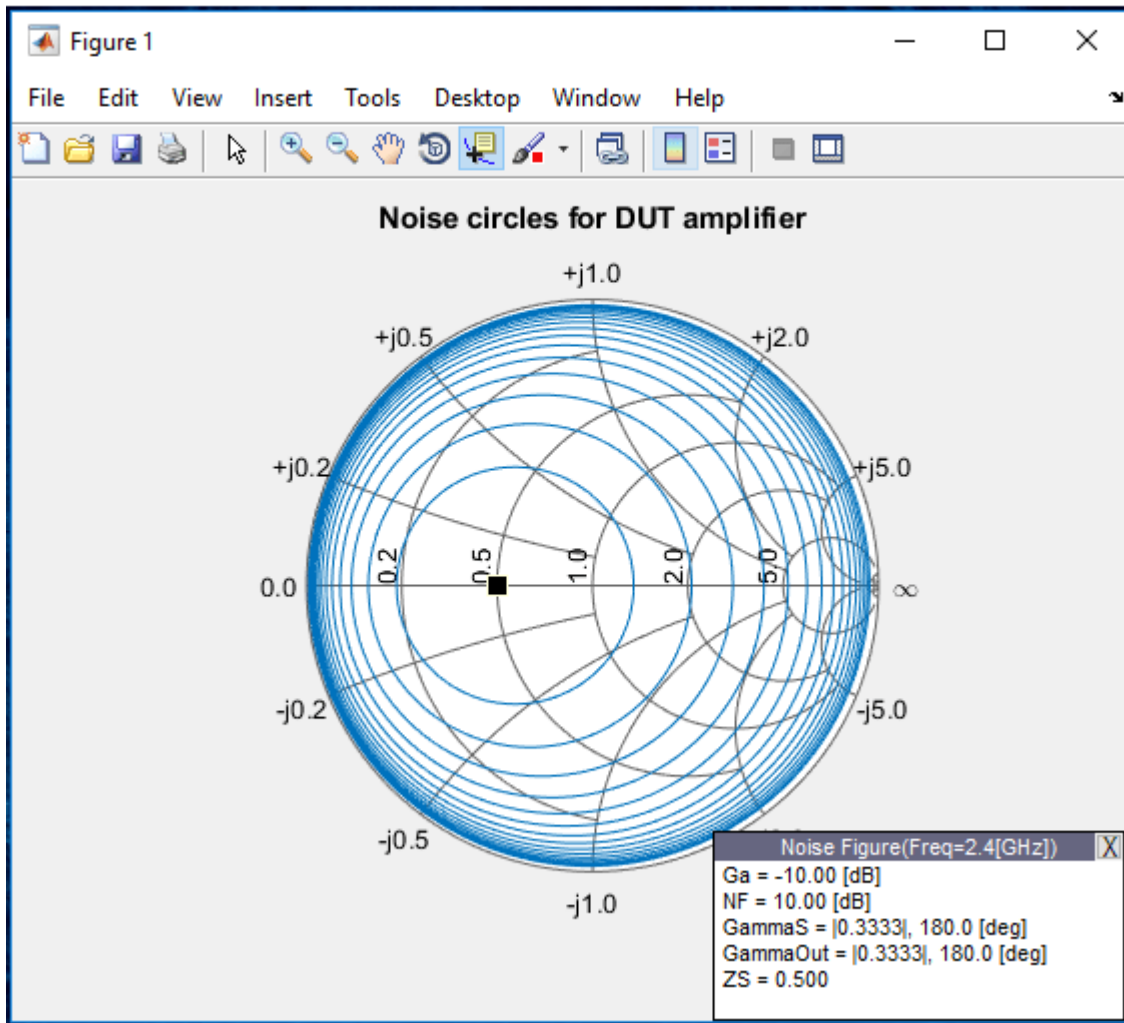 Figure 1
File Edit View Insert Tools Desktop Window Help
Noise circles for DUT amplifier
+j1.0
+j0.5 +j2.0
+j0.2 +j5.0
0.2 0.5 1.0 2.0 5.0
0.0 ∞
-j0.2 -j5.0
-j0.5
-j1.0
Noise Figure(Freq=2.4[GHz]) X
Ga = -10.00 [dB]
NF = 10.00 [dB]
GammaS = |0.3333|, 180.0 [deg]
GammaOut = |0.3333|, 180.0 [deg]
ZS = 0.500